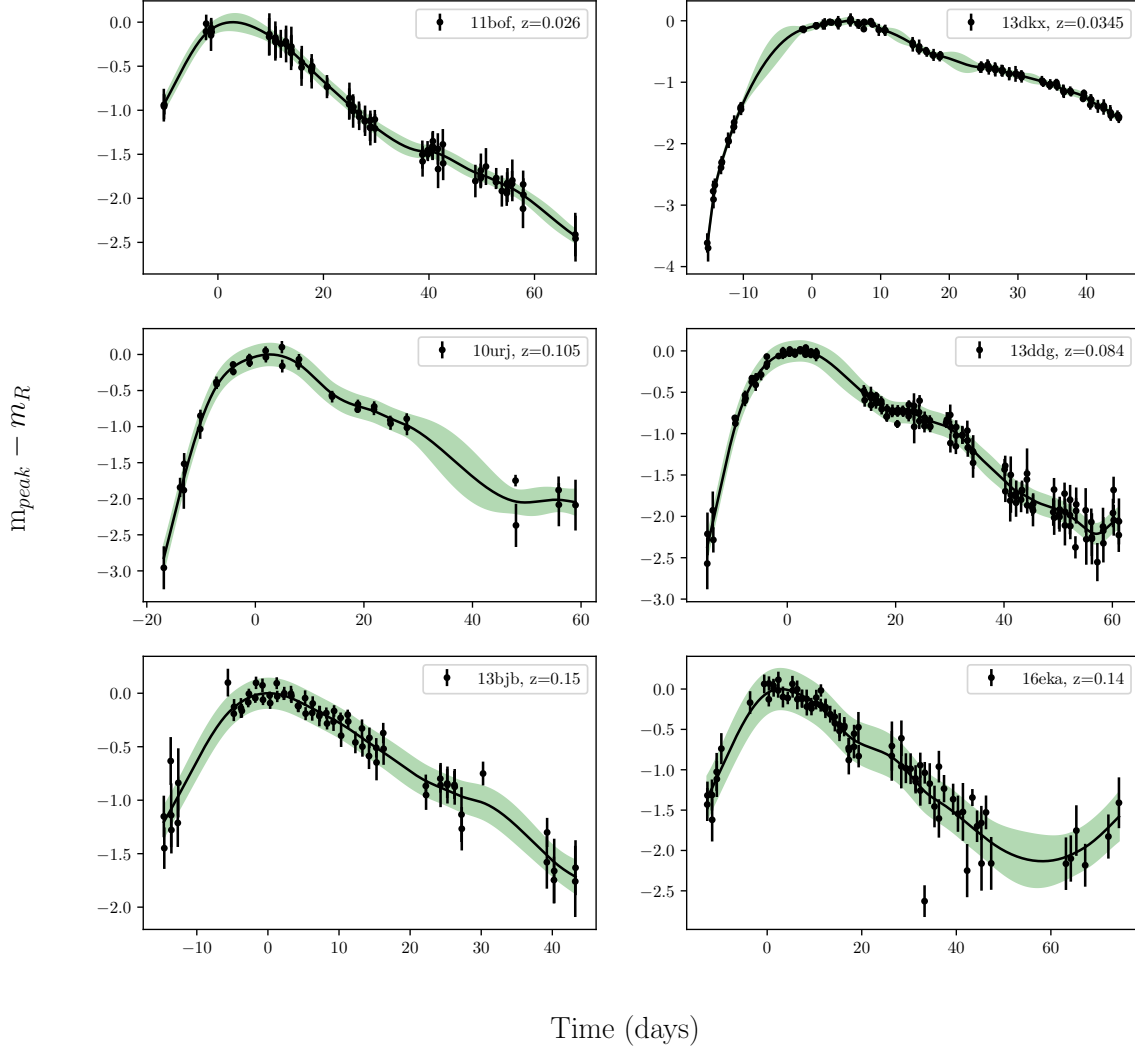 11bof, z=0.026
0.0
−0.5
−1.0
−1.5
−2.0
−2.5
0 20 40 60
13dkx, z=0.0345
0
−1
−2
−3
−4
−10 0 10 20 30 40
10urj, z=0.105
0.0
−0.5
−1.0
−1.5
−2.0
−2.5
−3.0
−20 0 20 40 60
13ddg, z=0.084
0.0
−0.5
−1.0
−1.5
−2.0
−2.5
−3.0
0 20 40 60
13bjb, z=0.15
0.0
−0.5
−1.0
−1.5
−2.0
−10 0 10 20 30 40
16eka, z=0.14
0.0
−0.5
−1.0
−1.5
−2.0
−2.5
0 20 40 60
m_{peak} − m_R
Time (days)